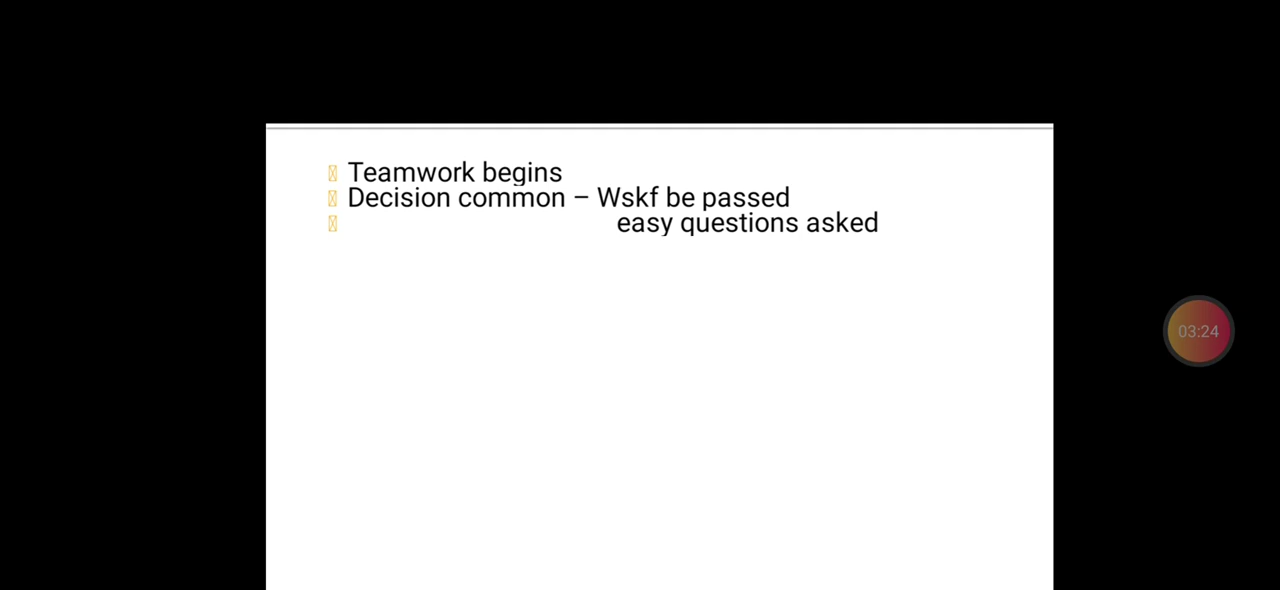 Teamwork begins
Decision common – Wskf be passed
easy questions asked
03:24